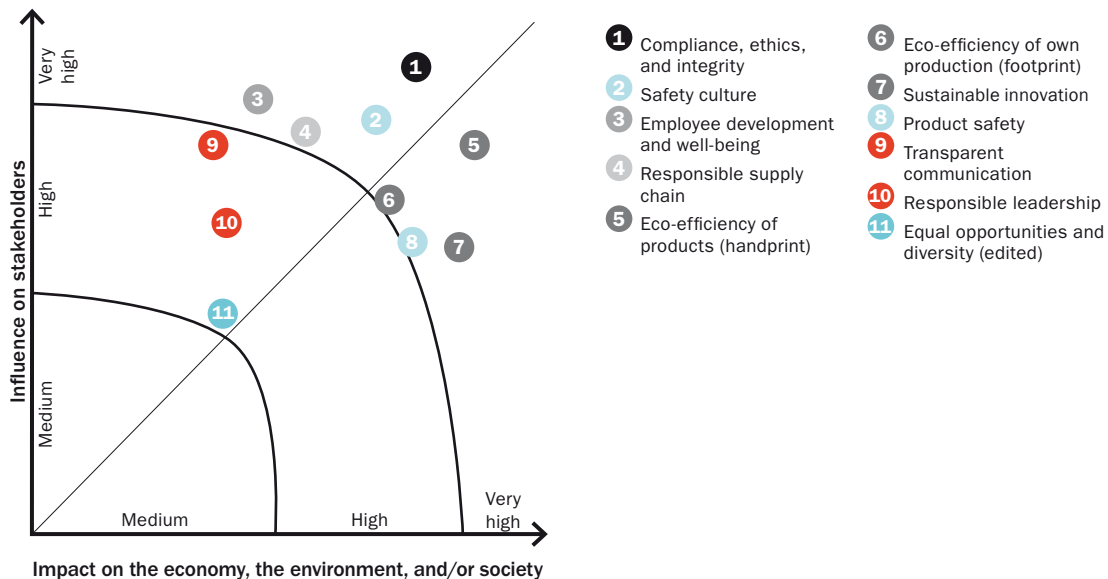 Influence on stakeholders
Very
high
High
Medium
1
3
2
4
9
5
6
10
8
7
11
Medium
High
Very
high
Impact on the economy, the environment, and/or society
1 Compliance, ethics,
and integrity
2 Safety culture
3 Employee development
and well-being
4 Responsible supply
chain
5 Eco-efficiency of
products (handprint)
6 Eco-efficiency of own
production (footprint)
7 Sustainable innovation
8 Product safety
9 Transparent
communication
10 Responsible leadership
11 Equal opportunities and
diversity (edited)